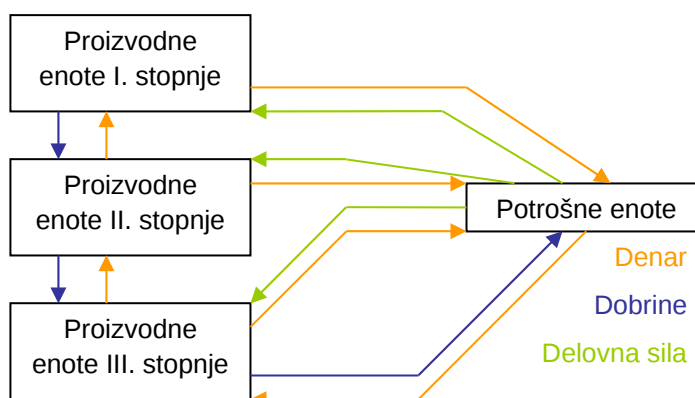 Proizvodne
enote I. stopnje
Proizvodne
enote II. stopnje
Potrošne enote
Denar
Dobrine
Proizvodne
enote III. stopnje
Delovna sila